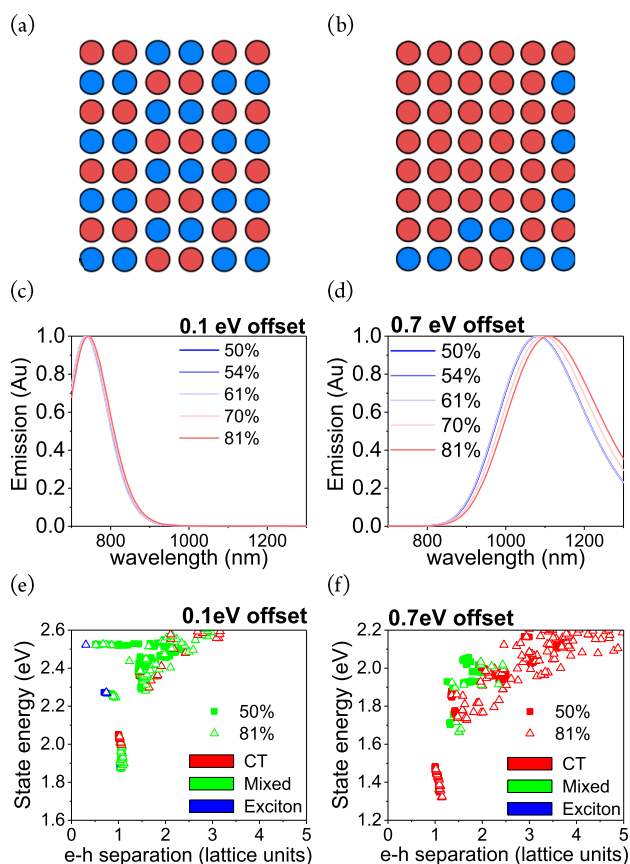 (a)
(b)
(c)
(d)
0.1 eV offset
0.7 eV offset
1.0
0.8
0.6
0.4
0.2
0.0
Emission (Au)
50%
54%
61%
70%
81%
800 1000 1200
wavelength (nm)
1.0
0.8
0.6
0.4
0.2
0.0
Emission (Au)
50%
54%
61%
70%
81%
800 1000 1200
wavelength (nm)
(e)
(f)
0.1eV offset
0.7eV offset
2.6
2.4
2.2
2.0
1.8
1.6
State energy (eV)
50%
81%
CT
Mixed
Exciton
0 1 2 3 4 5
e-h separation (lattice units)
2.2
2.0
1.8
1.6
1.4
1.2
State energy (eV)
50%
81%
CT
Mixed
Exciton
0 1 2 3 4 5
e-h separation (lattice units)